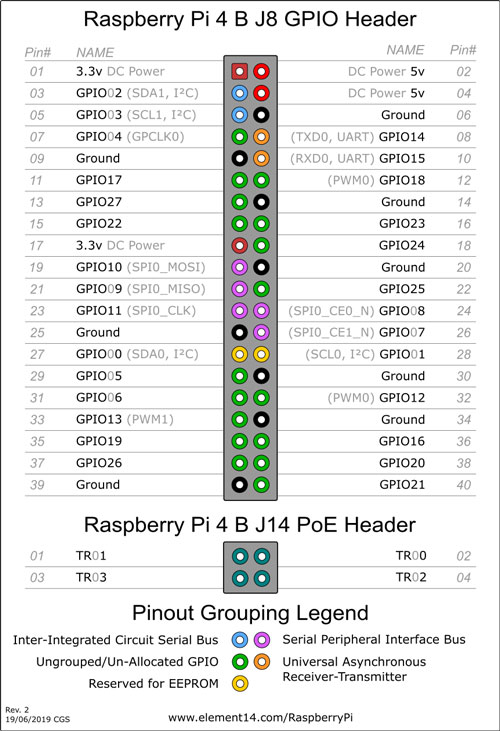 Raspberry Pi 4 B J8 GPIO Header
Pin# NAME NAME Pin#
01 3.3v DC Power DC Power 5v 02
03 GPIO02 (SDA1, I²C) DC Power 5v 04
05 GPIO03 (SCL1, I²C) Ground 06
07 GPIO04 (GPCLK0) (TXD0, UART) GPIO14 08
09 Ground (RXD0, UART) GPIO15 10
11 GPIO17 (PWM0) GPIO18 12
13 GPIO27 Ground 14
15 GPIO22 GPIO23 16
17 3.3v DC Power GPIO24 18
19 GPIO10 (SPI0_MOSI) Ground 20
21 GPIO09 (SPI0_MISO) GPIO25 22
23 GPIO11 (SPI0_CLK) (SPI0_CE0_N) GPIO08 24
25 Ground (SPI0_CE1_N) GPIO07 26
27 GPIO00 (SDA0, I²C) (SCL0, I²C) GPIO01 28
29 GPIO05 Ground 30
31 GPIO06 (PWM0) GPIO12 32
33 GPIO13 (PWM1) Ground 34
35 GPIO19 GPIO16 36
37 GPIO26 GPIO20 38
39 Ground GPIO21 40
Raspberry Pi 4 B J14 PoE Header
01 TR01 TR00 02
03 TR03 TR02 04
Pinout Grouping Legend
Inter-Integrated Circuit Serial Bus Serial Peripheral Interface Bus
Ungrouped/Un-Allocated GPIO Universal Asynchronous
Reserved for EEPROM Receiver-Transmitter
Rev. 2
19/06/2019 CGS www.element14.com/RaspberryPi